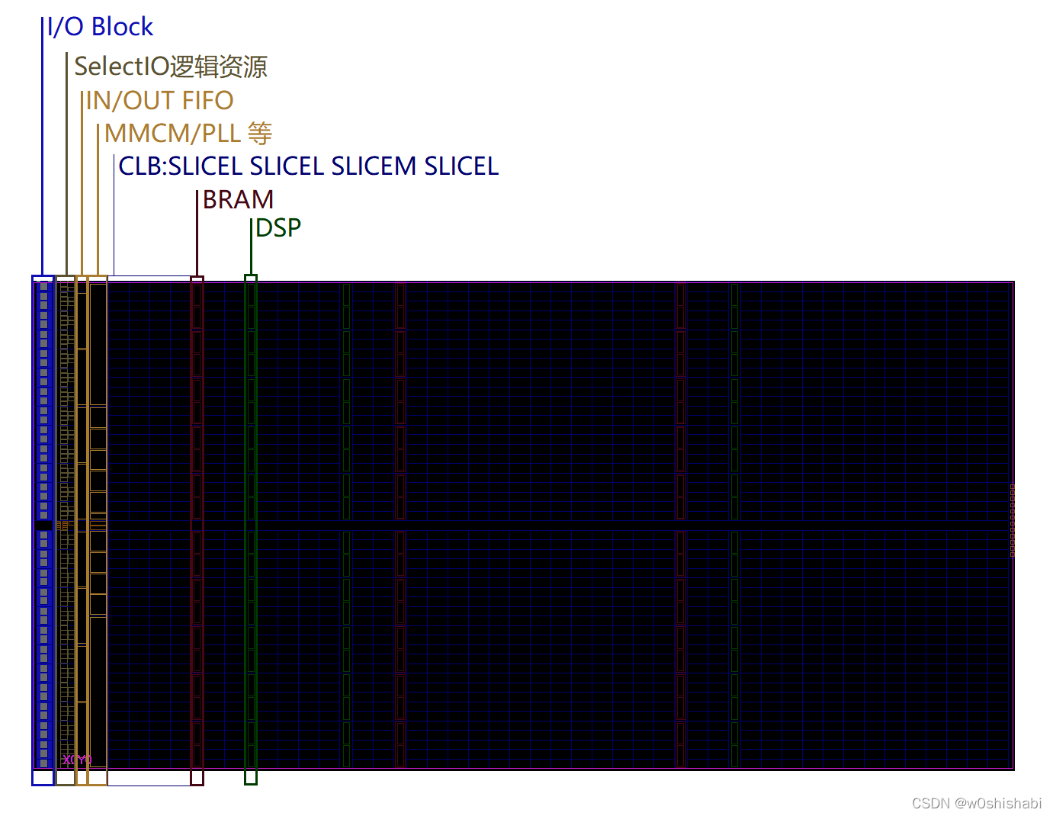 I/O Block
SelectIO逻辑资源
IN/OUT FIFO
MMCM/PLL 等
CLB:SLICEL SLICEL SLICEM SLICEL
BRAM
DSP
X0Y0
CSDN @w0shishabi